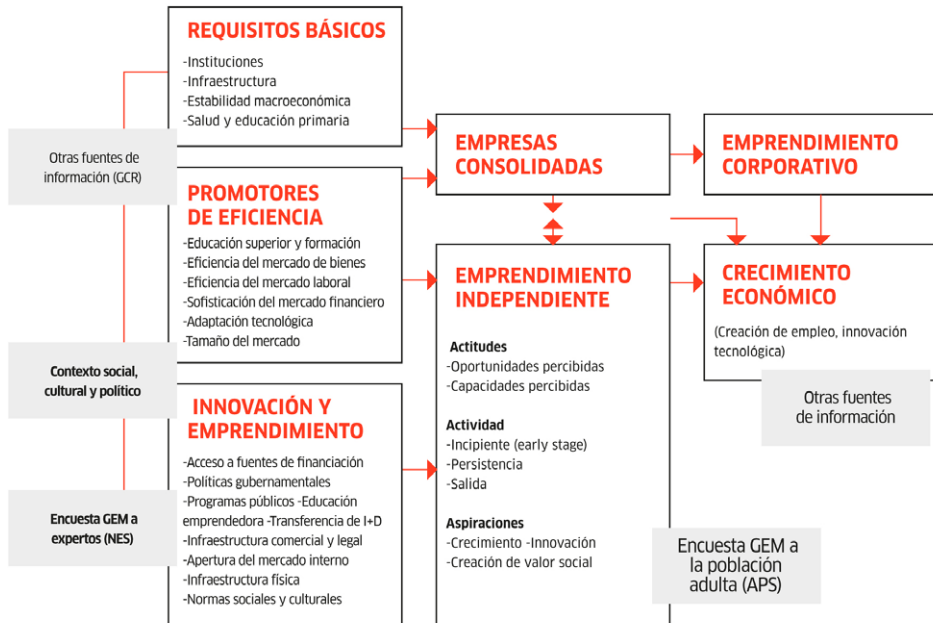 REQUISITOS BÁSICOS
-Instituciones
-Infraestructura
-Estabilidad macroeconómica
-Salud y educación primaria
Otras fuentes de
información (GCR)
PROMOTORES
DE EFICIENCIA
-Educación superior y formación
-Eficiencia del mercado de bienes
-Eficiencia del mercado laboral
-Sofisticación del mercado financiero
-Adaptación tecnológica
-Tamaño del mercado
Contexto social,
cultural y político
INNOVACIÓN Y
EMPRENDIMIENTO
-Acceso a fuentes de financiación
-Políticas gubernamentales
-Programas públicos -Educación
emprendedora -Transferencia de I+D
-Infraestructura comercial y legal
-Apertura del mercado interno
-Infraestructura física
-Normas sociales y culturales
Encuesta GEM a
expertos (NES)
EMPRESAS
CONSOLIDADAS
EMPRENDIMIENTO
CORPORATIVO
EMPRENDIMIENTO
INDEPENDIENTE
Actitudes
-Oportunidades percibidas
-Capacidades percibidas
Actividad
-Incipiente (early stage)
-Persistencia
-Salida
Aspiraciones
-Crecimiento -Innovación
-Creación de valor social
CRECIMIENTO
ECONÓMICO
(Creación de empleo, innovación
tecnológica)
Otras fuentes
de información
Encuesta GEM a
la población
adulta (APS)